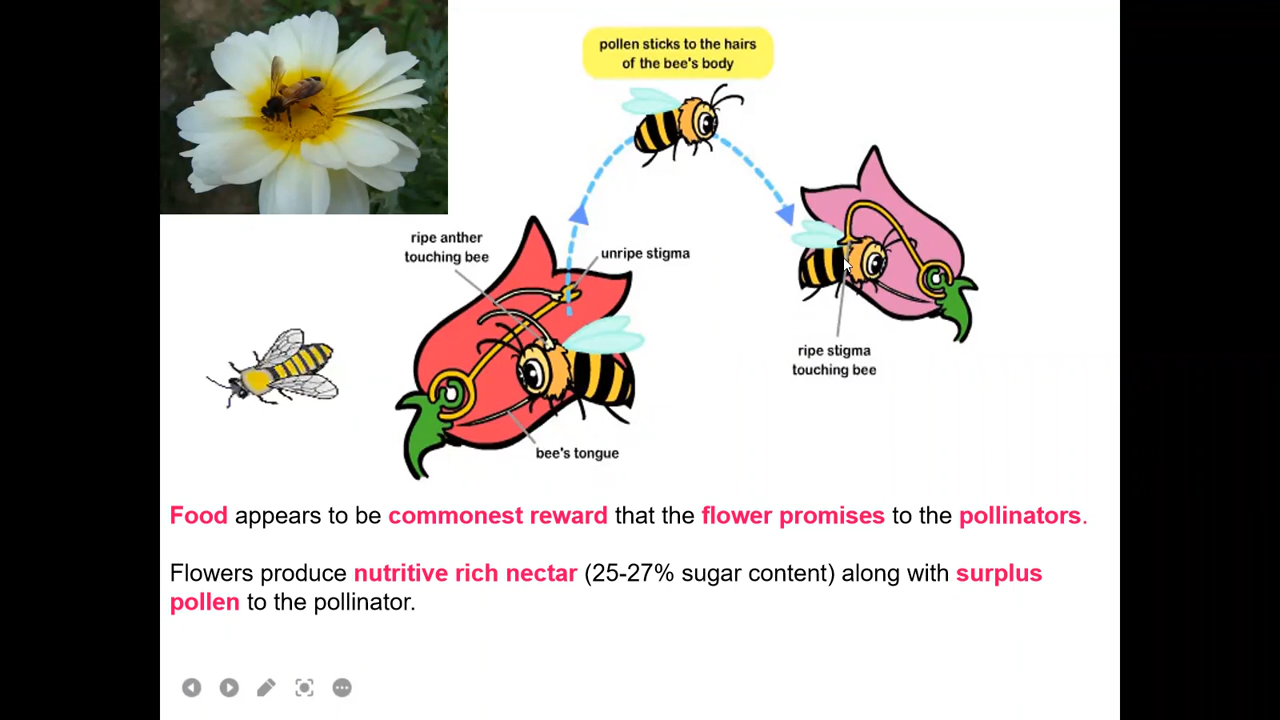 pollen sticks to the hairs
of the bee's body
ripe anther
touching bee
unripe stigma
bee's tongue
ripe stigma
touching bee
Food appears to be commonest reward that the flower promises to the pollinators.
Flowers produce nutritive rich nectar (25-27% sugar content) along with surplus
pollen to the pollinator.